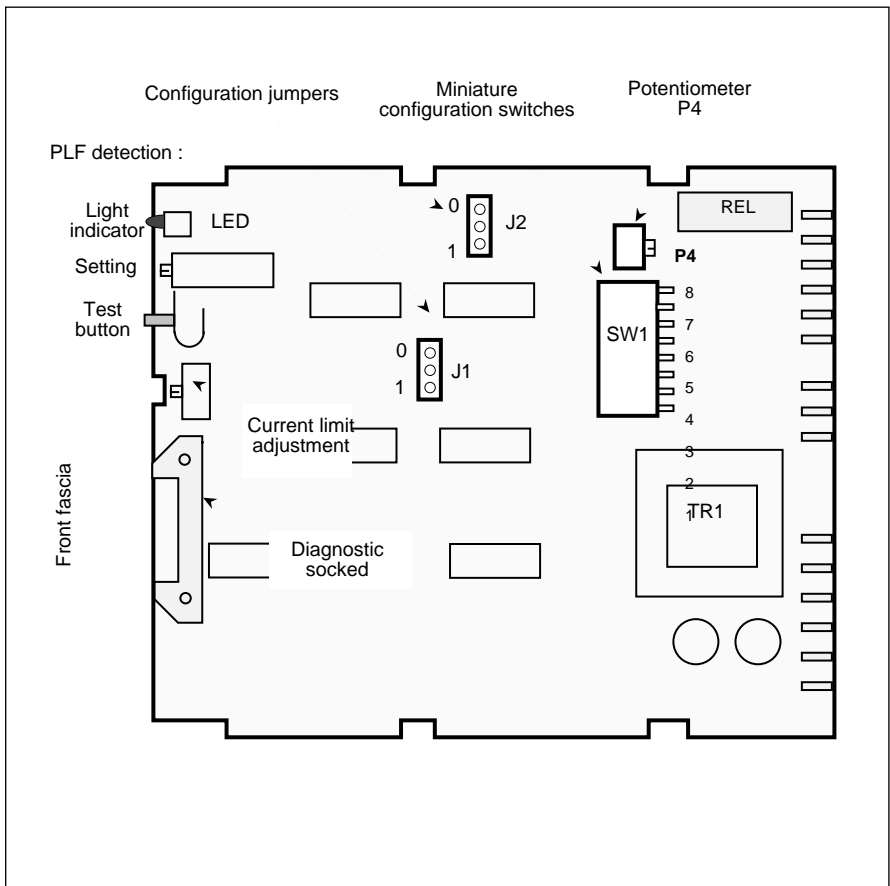 Configuration jumpers
Miniature
configuration switches
Potentiometer
P4
PLF detection :
Light
indicator
LED
Setting
Test
button
0
J2
1
REL
P4
SW1
8
7
6
5
4
3
2
1
0
J1
1
Current limit
adjustment
TR1
Front fascia
Diagnostic
socked